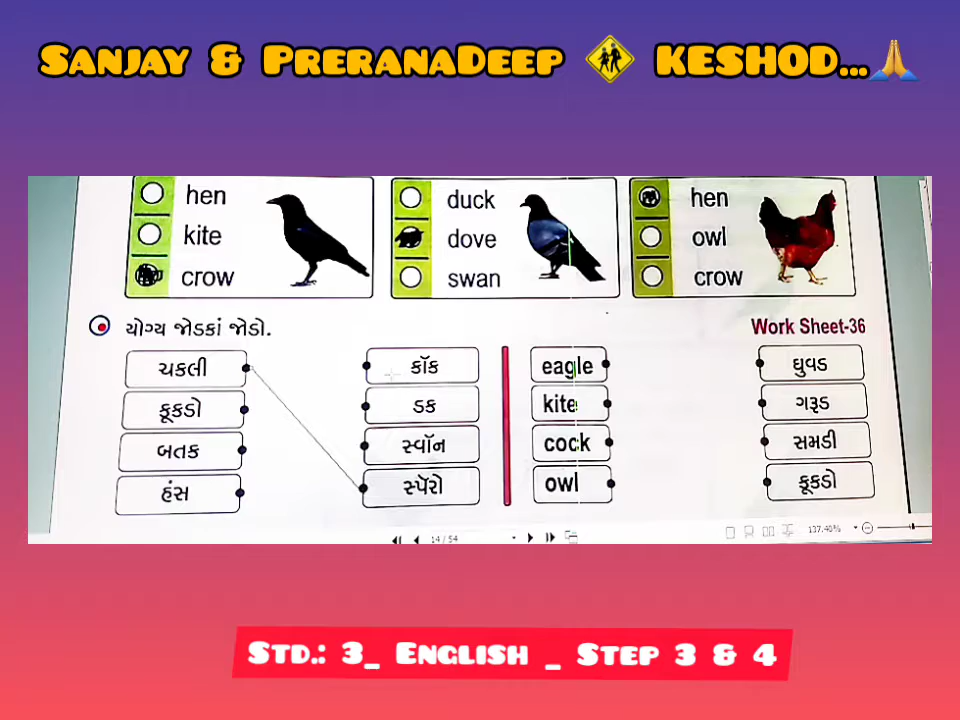 SANJAY & PRERANADEEP KESHOD...
hen
kite
crow
duck
dove
swan
hen
owl
crow
યોગ્ય જોડકાં જોડો.
Work Sheet-36
ચકલી
કૂકડો
બતક
હંસ
કૉક
ડક
સ્વૉન
સ્પૅરો
eagle
kite
cock
owl
ઘુવડ
ગરૂડ
સમડી
કૂકડો
14 / 54
137.40%
STD.: 3_ ENGLISH _ STEP 3 & 4